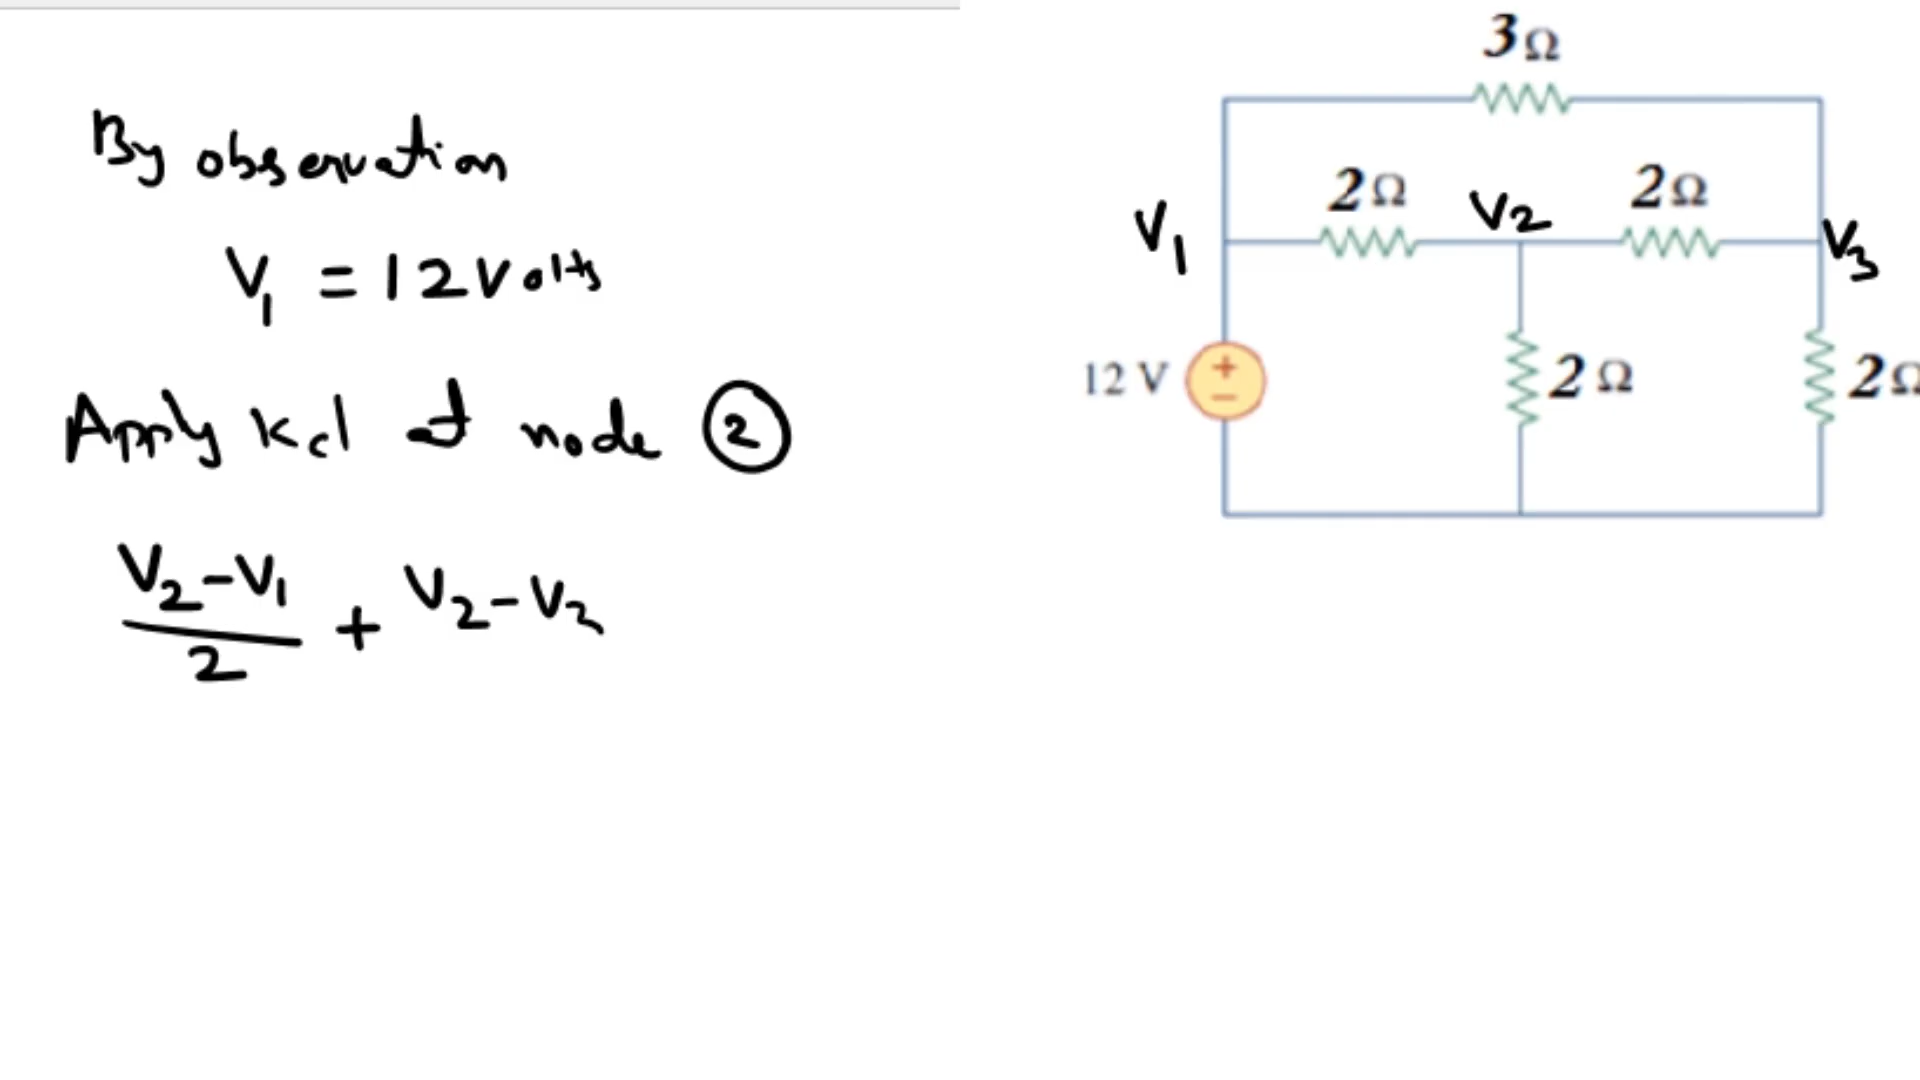 By observation
V₁ = 12 Volts
Apply kcl at node ②
V₂-V₁/2 + V₂-V₃
3Ω
2Ω
V₂
2Ω
V₁
V₃
12 V
+
−
2Ω
2Ω